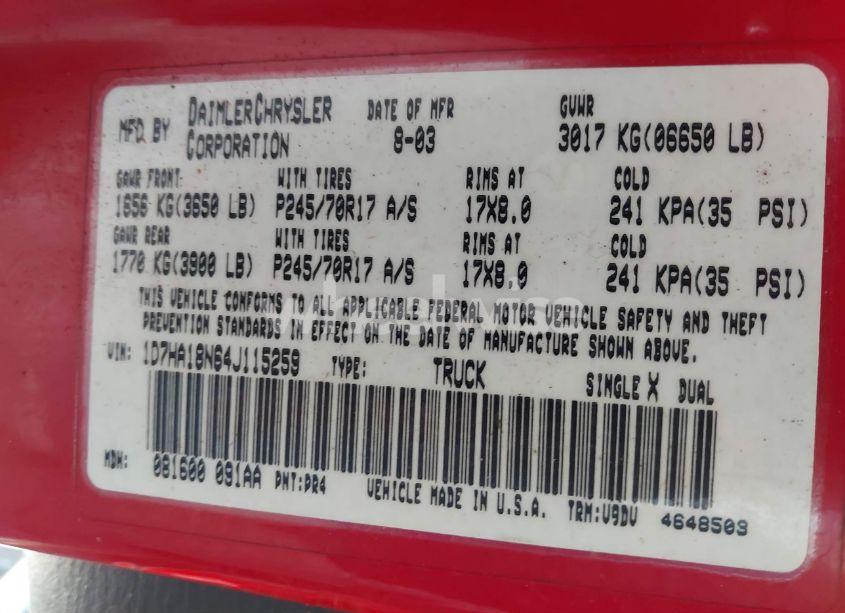 MFD BY DAIMLERCHRYSLER CORPORATION DATE OF MFR 8-03 GVWR 3017 KG(06650 LB)
GAWR FRONT WITH TIRES RIMS AT COLD
1656 KG(3650 LB) P245/70R17 A/S 17X8.0 241 KPA(35 PSI)
GAWR REAR WITH TIRES RIMS AT COLD
1770 KG(3900 LB) P245/70R17 A/S 17X8.0 241 KPA(35 PSI)
THIS VEHICLE CONFORMS TO ALL APPLICABLE FEDERAL MOTOR VEHICLE SAFETY AND THEFT
PREVENTION STANDARDS IN EFFECT ON THE DATE OF MANUFACTURE SHOWN ABOVE.
VIN: 1D7HA18N64J115259 TYPE: TRUCK SINGLE X DUAL
MDH: 081600 091AA PNT:PR4 VEHICLE MADE IN U.S.A. TRM:V9DV 4648509